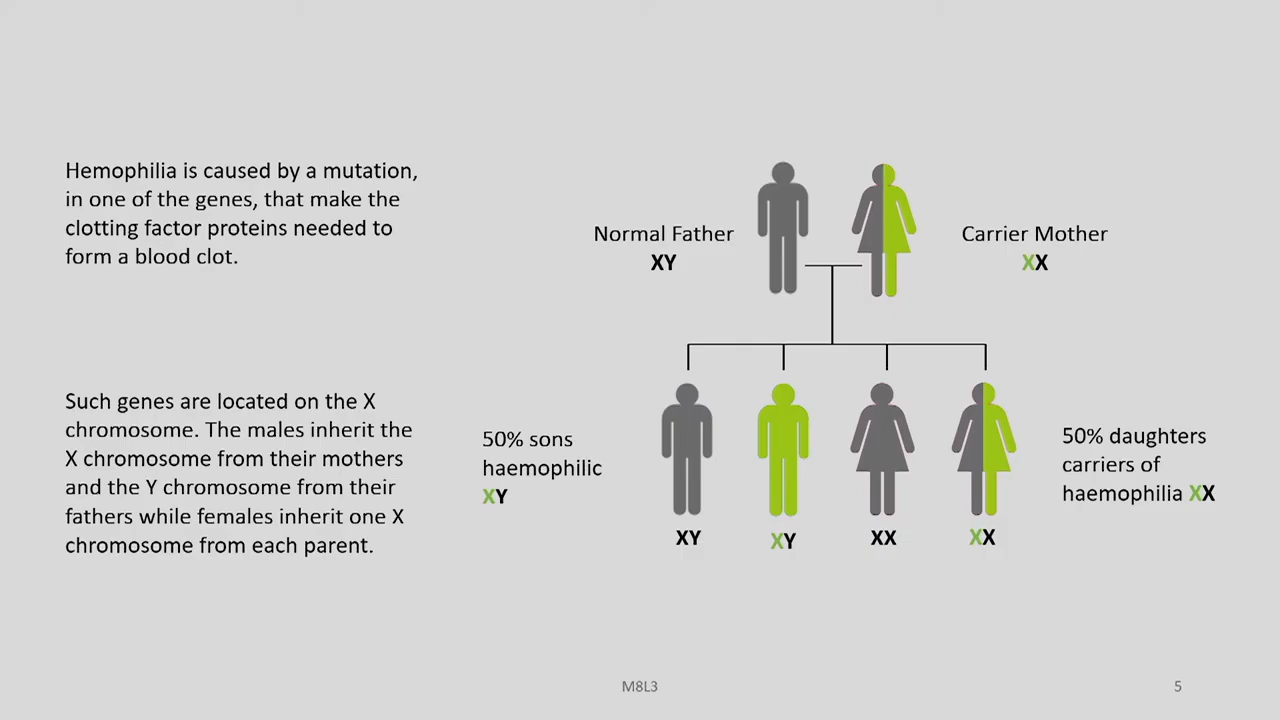 Hemophilia is caused by a mutation,
in one of the genes, that make the
clotting factor proteins needed to
form a blood clot.
Such genes are located on the X
chromosome. The males inherit the
X chromosome from their mothers
and the Y chromosome from their
fathers while females inherit one X
chromosome from each parent.
Normal Father
XY
Carrier Mother
XX
50% sons
haemophilic
XY
50% daughters
carriers of
haemophilia XX
XY
XY
XX
XX
M8L3
5